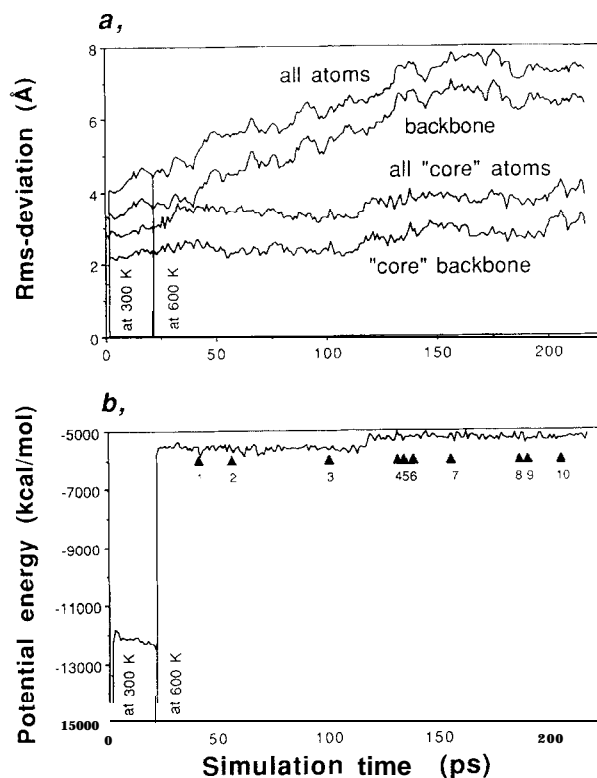 a,
Rms-deviation (Å)
8
6
4
2
0
all atoms
backbone
all "core" atoms
"core" backbone
at 300 K
at 600 K
0
50
100
150
200
b,
Potential energy (kcal/mol)
-5000
-7000
-9000
-11000
-13000
15000
1
2
3
456
7
8 9
10
at 300 K
at 600 K
0
50
100
150
200
Simulation time (ps)